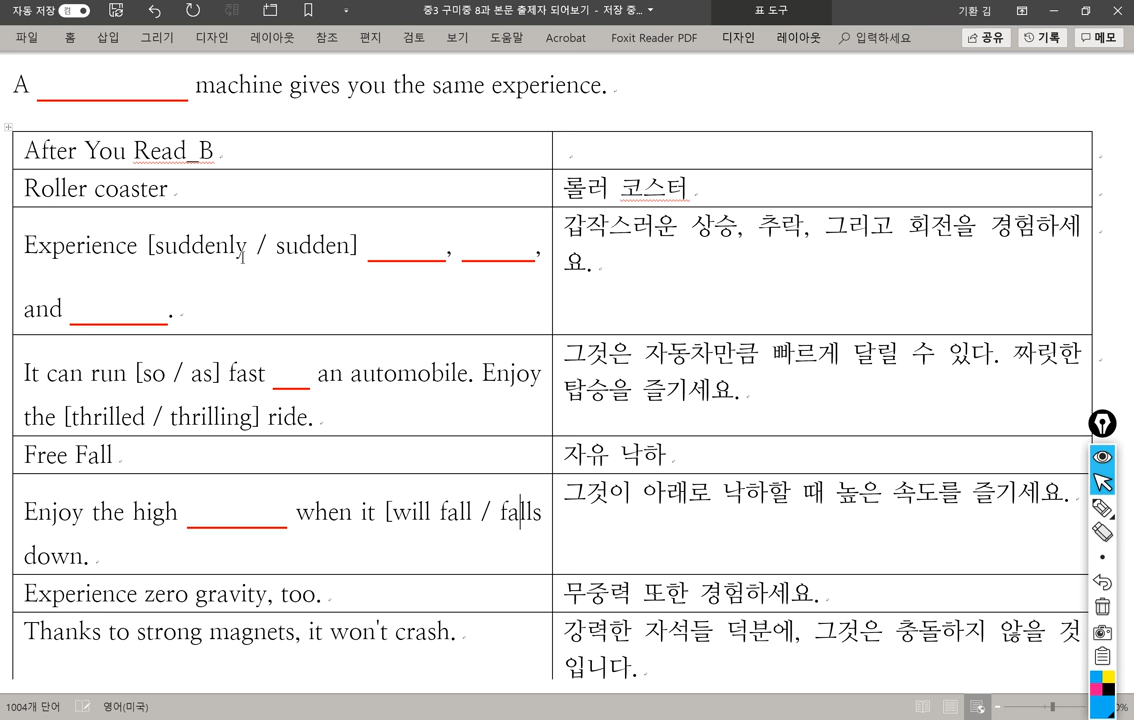 자동 저장 켬 중3 구미중 8과 본문 출제자 되어보기 - 저장 중... 표 도구 기환 김
파일 홈 삽입 그리기 디자인 레이아웃 참조 편지 검토 보기 도움말 Acrobat Foxit Reader PDF 디자인 레이아웃 입력하세요 공유 기록 메모
A ____________ machine gives you the same experience.
After You Read_B
Roller coaster 롤러 코스터
Experience [suddenly / sudden] ______, ______,
and ________.
갑작스러운 상승, 추락, 그리고 회전을 경험하세
요.
It can run [so / as] fast ___ an automobile. Enjoy
the [thrilled / thrilling] ride.
그것은 자동차만큼 빠르게 달릴 수 있다. 짜릿한
탑승을 즐기세요.
Free Fall 자유 낙하
Enjoy the high ________ when it [will fall / falls
down.
그것이 아래로 낙하할 때 높은 속도를 즐기세요.
Experience zero gravity, too. 무중력 또한 경험하세요.
Thanks to strong magnets, it won't crash.
강력한 자석들 덕분에, 그것은 충돌하지 않을 것
입니다.
1004개 단어 영어(미국)